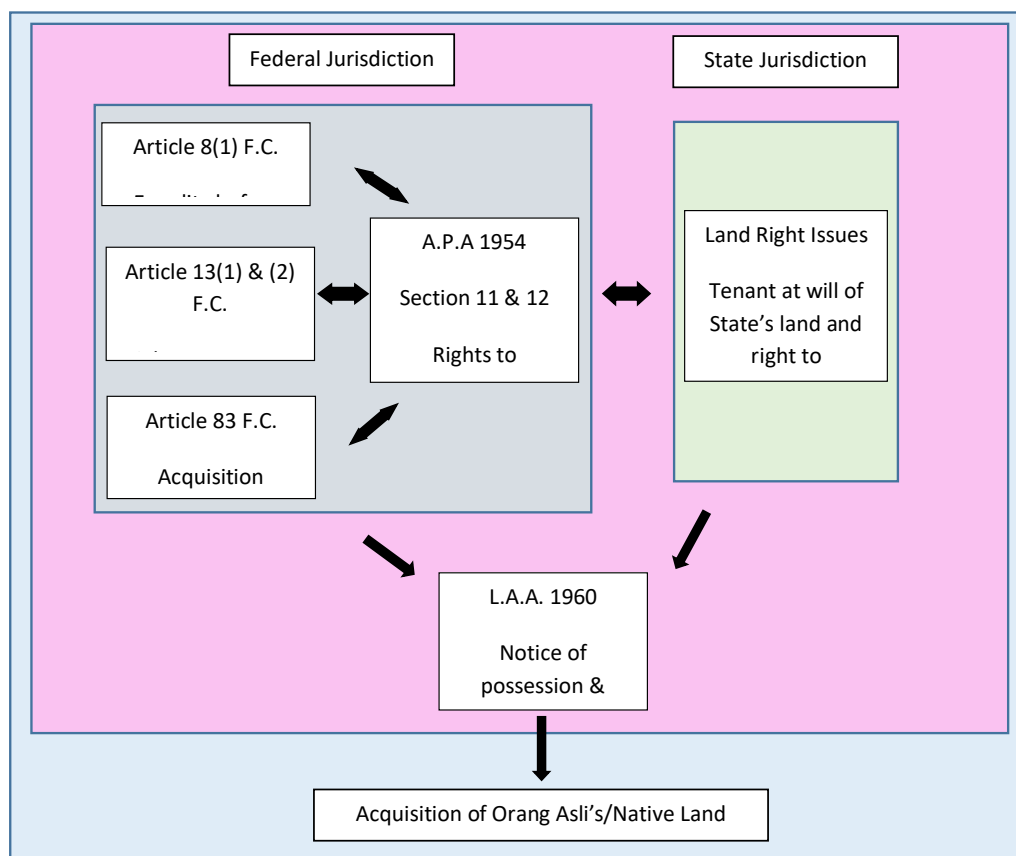 Federal Jurisdiction
State Jurisdiction
Article 8(1) F.C.
Article 13(1) & (2)
F.C.
Article 83 F.C.
Acquisition
A.P.A 1954
Section 11 & 12
Rights to
Land Right Issues
Tenant at will of
State’s land and
right to
L.A.A. 1960
Notice of
possession &
Acquisition of Orang Asli’s/Native Land